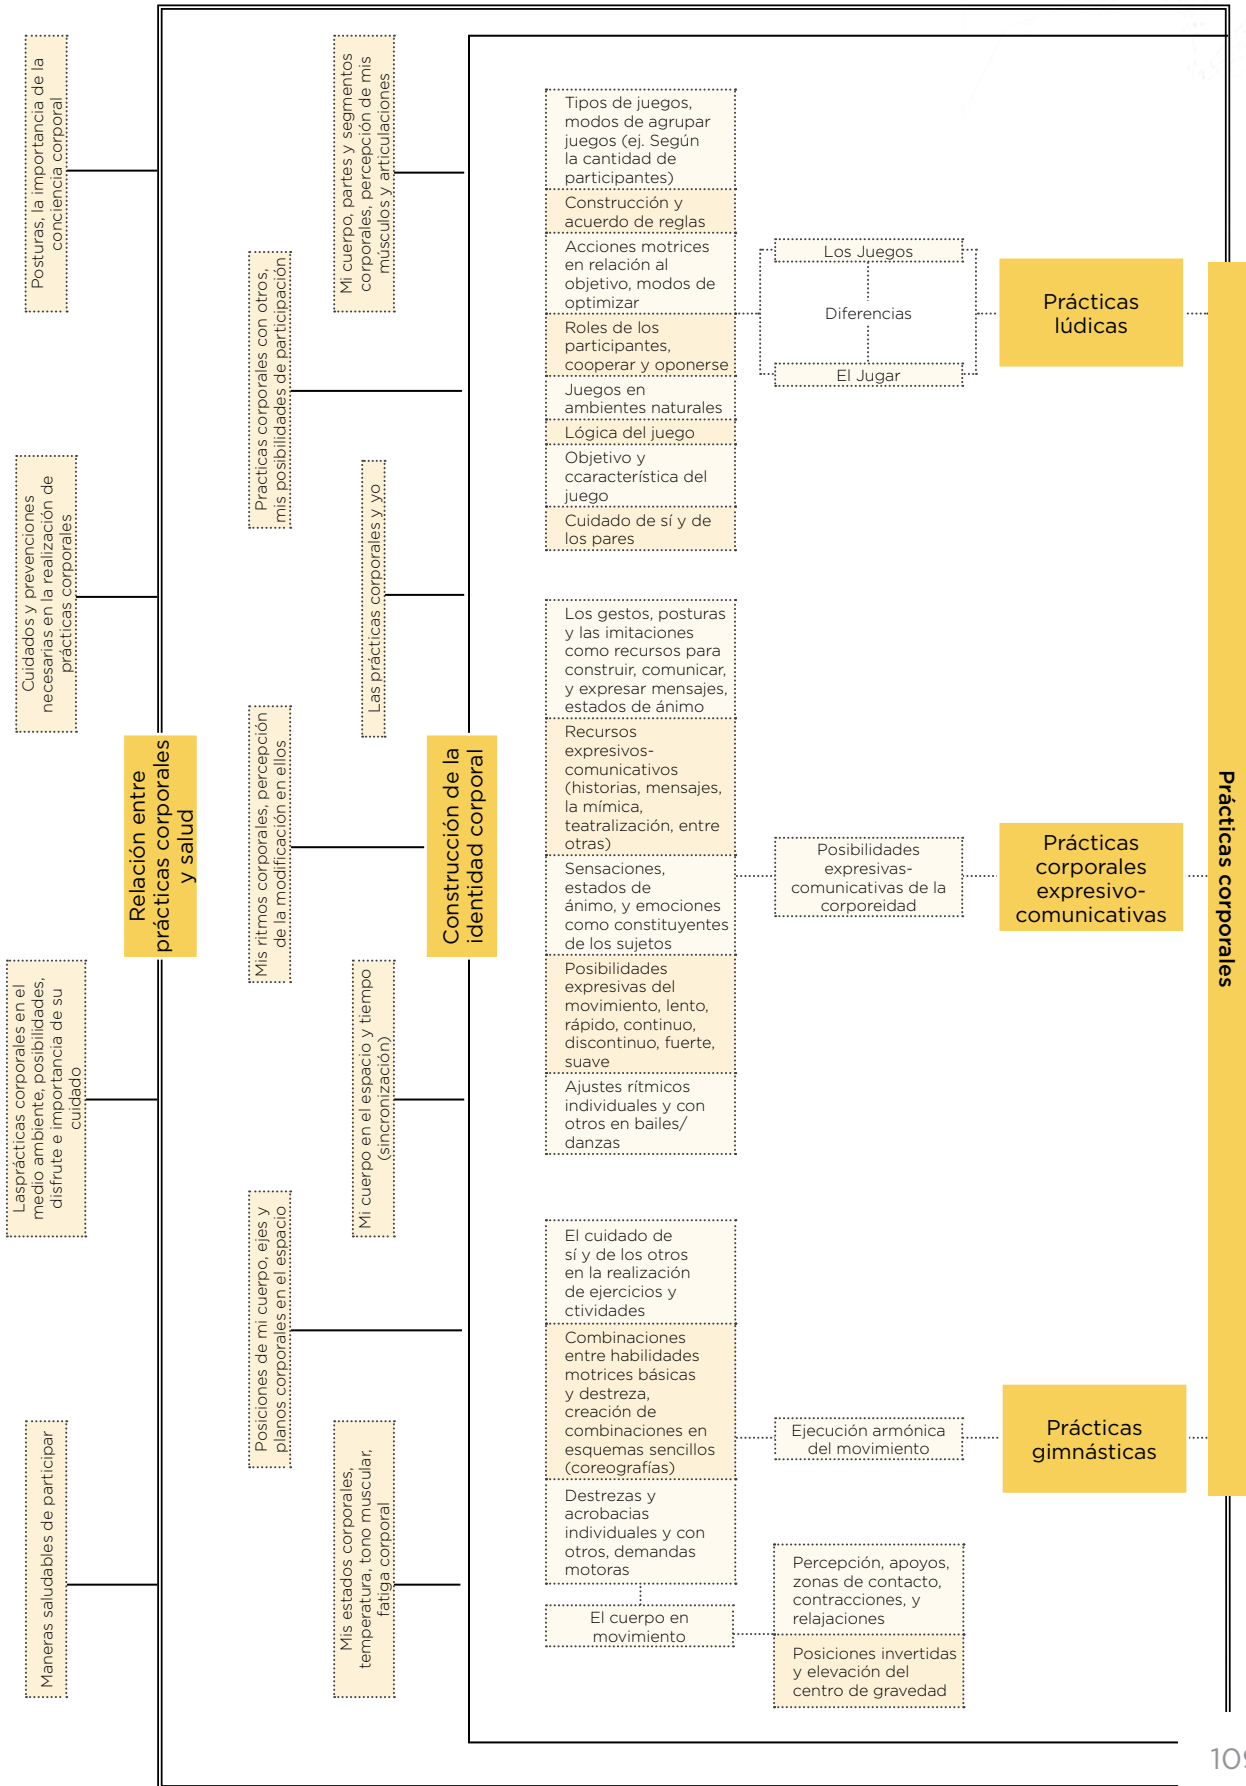 Posturas, la importancia de la
conciencia corporal
Cuidados y prevenciones
necesarias en la realización de
prácticas corporales
Lasprácticas corporales en el
medio ambiente, posibilidades,
disfrute e importancia de su
cuidado
Maneras saludables de participar
Relación entre
prácticas corporales
y salud
Mi cuerpo, partes y segmentos
corporales, percepción de mis
músculos y articulaciones
Practicas corporales con otros,
mis posibilidades de participación
Las prácticas corporales y yo
Mis ritmos corporales, percepción
de la modificación en ellos
Mi cuerpo en el espacio y tiempo
(sincronización)
Posiciones de mi cuerpo, ejes y
planos corporales en el espacio
Mis estados corporales,
temperatura, tono muscular,
fatiga corporal
Construcción de la
identidad corporal
Tipos de juegos,
modos de agrupar
juegos (ej. Según
la cantidad de
participantes)
Construcción y
acuerdo de reglas
Acciones motrices
en relación al
objetivo, modos de
optimizar
Roles de los
participantes,
cooperar y oponerse
Juegos en
ambientes naturales
Lógica del juego
Objetivo y
ccaracterística del
juego
Cuidado de sí y de
los pares
Los Juegos
Diferencias
El Jugar
Prácticas
lúdicas
Los gestos, posturas
y las imitaciones
como recursos para
construir, comunicar,
y expresar mensajes,
estados de ánimo
Recursos
expresivos-
comunicativos
(historias, mensajes,
la mímica,
teatralización, entre
otras)
Sensaciones,
estados de
ánimo, y emociones
como constituyentes
de los sujetos
Posibilidades
expresivas del
movimiento, lento,
rápido, continuo,
discontinuo, fuerte,
suave
Ajustes rítmicos
individuales y con
otros en bailes/
danzas
Posibilidades
expresivas-
comunicativas de la
corporeidad
Prácticas
corporales
expresivo-
comunicativas
El cuidado de
sí y de los otros
en la realización
de ejercicios y
ctividades
Combinaciones
entre habilidades
motrices básicas
y destreza,
creación de
combinaciones en
esquemas sencillos
(coreografías)
Destrezas y
acrobacias
individuales y con
otros, demandas
motoras
El cuerpo en
movimiento
Ejecución armónica
del movimiento
Percepción, apoyos,
zonas de contacto,
contracciones, y
relajaciones
Posiciones invertidas
y elevación del
centro de gravedad
Prácticas
gimnásticas
Prácticas corporales
109